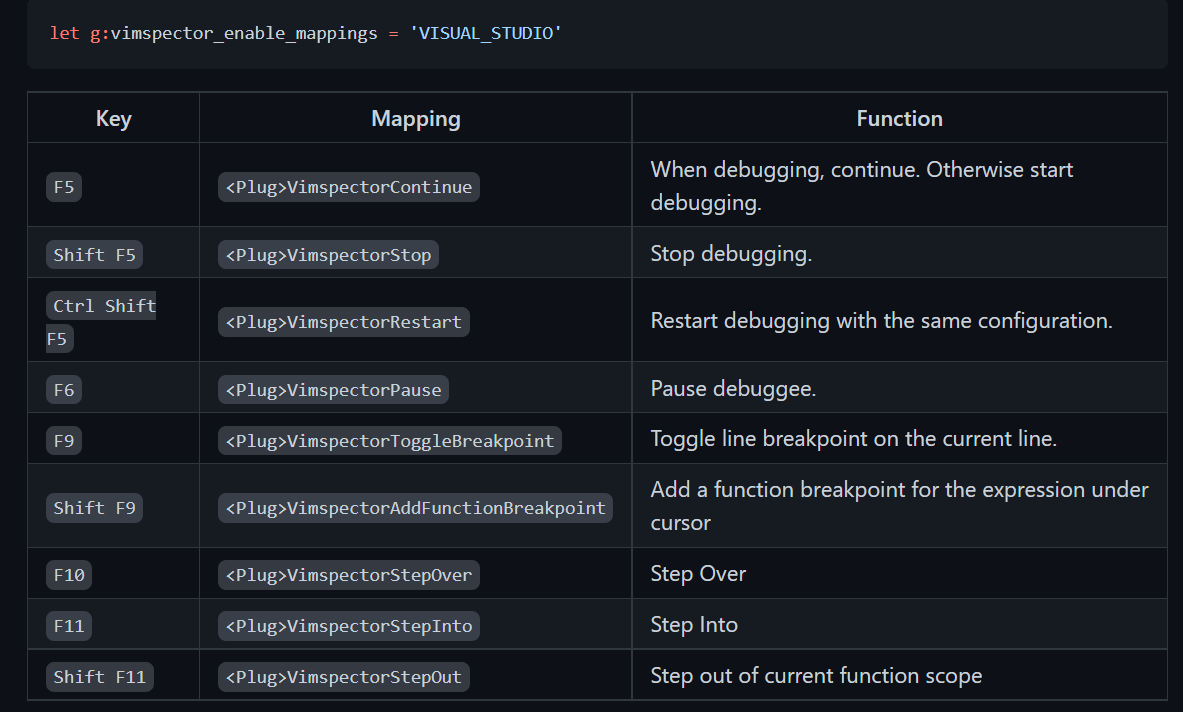 let g:vimspector_enable_mappings = 'VISUAL_STUDIO'
Key Mapping Function
F5 <Plug>VimspectorContinue When debugging, continue. Otherwise start
debugging.
Shift F5 <Plug>VimspectorStop Stop debugging.
Ctrl Shift
F5 <Plug>VimspectorRestart Restart debugging with the same configuration.
F6 <Plug>VimspectorPause Pause debuggee.
F9 <Plug>VimspectorToggleBreakpoint Toggle line breakpoint on the current line.
Shift F9 <Plug>VimspectorAddFunctionBreakpoint Add a function breakpoint for the expression under
cursor
F10 <Plug>VimspectorStepOver Step Over
F11 <Plug>VimspectorStepInto Step Into
Shift F11 <Plug>VimspectorStepOut Step out of current function scope